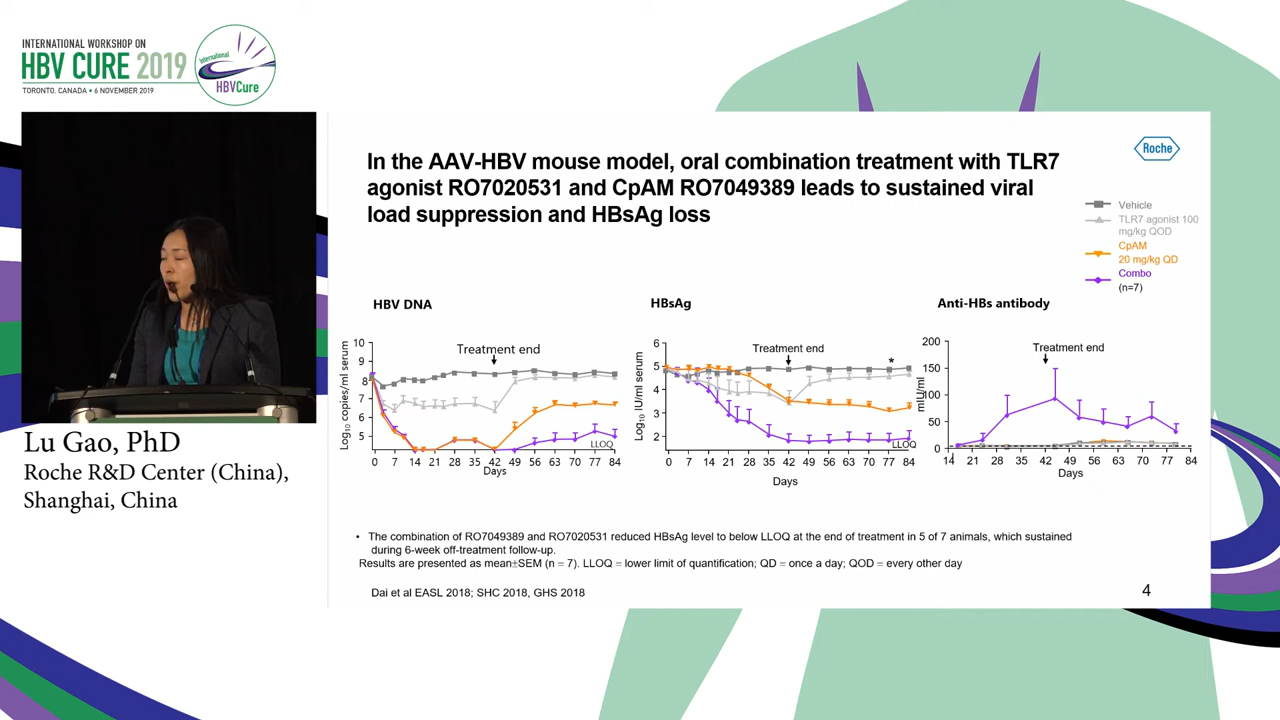 INTERNATIONAL WORKSHOP ON
HBV CURE 2019
TORONTO, CANADA • 6 NOVEMBER 2019
International
HBVCure
Lu Gao, PhD
Roche R&D Center (China),
Shanghai, China
In the AAV-HBV mouse model, oral combination treatment with TLR7
agonist RO7020531 and CpAM RO7049389 leads to sustained viral
load suppression and HBsAg loss
Roche
Vehicle
TLR7 agonist 100
mg/kg QOD
CpAM
20 mg/kg QD
Combo
(n=7)
HBV DNA
Log10 copies/ml serum
10
9
8
7
6
5
Treatment end
LLOQ
0 7 14 21 28 35 42 49 56 63 70 77 84
Days
HBsAg
Log10 IU/ml serum
6
5
4
3
2
Treatment end
*
LLOQ
0 7 14 21 28 35 42 49 56 63 70 77 84
Days
Anti-HBs antibody
mIU/ml
200
150
100
50
0
Treatment end
14 21 28 35 42 49 56 63 70 77 84
Days
• The combination of RO7049389 and RO7020531 reduced HBsAg level to below LLOQ at the end of treatment in 5 of 7 animals, which sustained
during 6-week off-treatment follow-up.
Results are presented as mean±SEM (n = 7). LLOQ = lower limit of quantification; QD = once a day; QOD = every other day
Dai et al EASL 2018; SHC 2018, GHS 2018
4